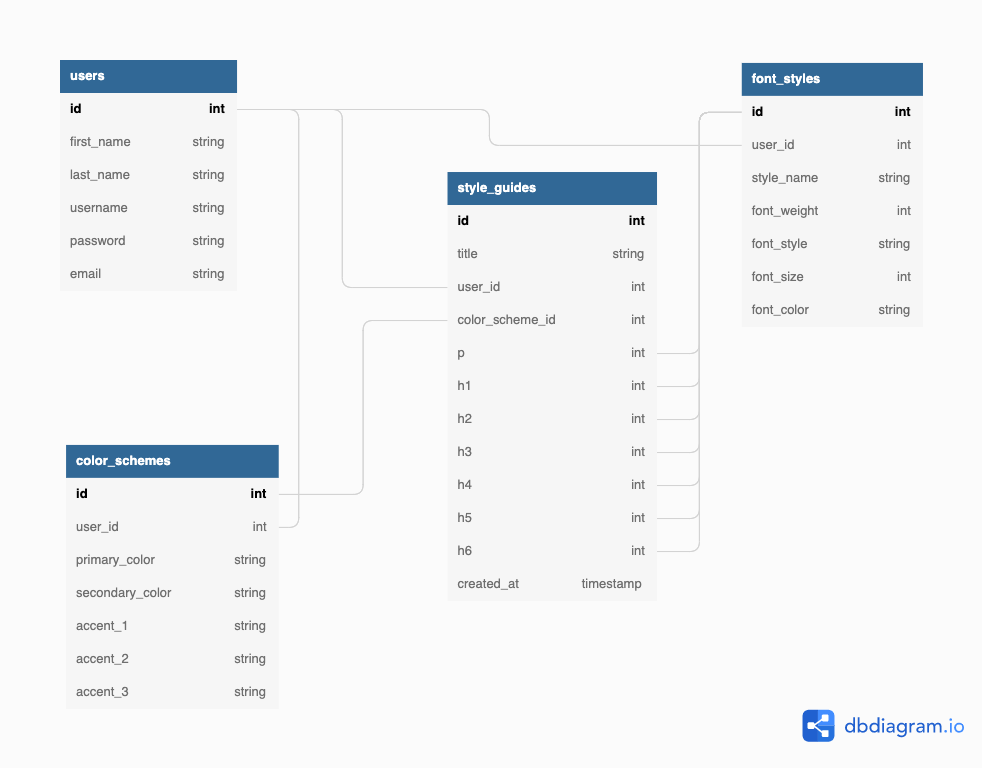 users
id int
first_name string
last_name string
username string
password string
email string
font_styles
id int
user_id int
style_name string
font_weight int
font_style string
font_size int
font_color string
style_guides
id int
title string
user_id int
color_scheme_id int
p int
h1 int
h2 int
h3 int
h4 int
h5 int
h6 int
created_at timestamp
color_schemes
id int
user_id int
primary_color string
secondary_color string
accent_1 string
accent_2 string
accent_3 string
dbdiagram.io